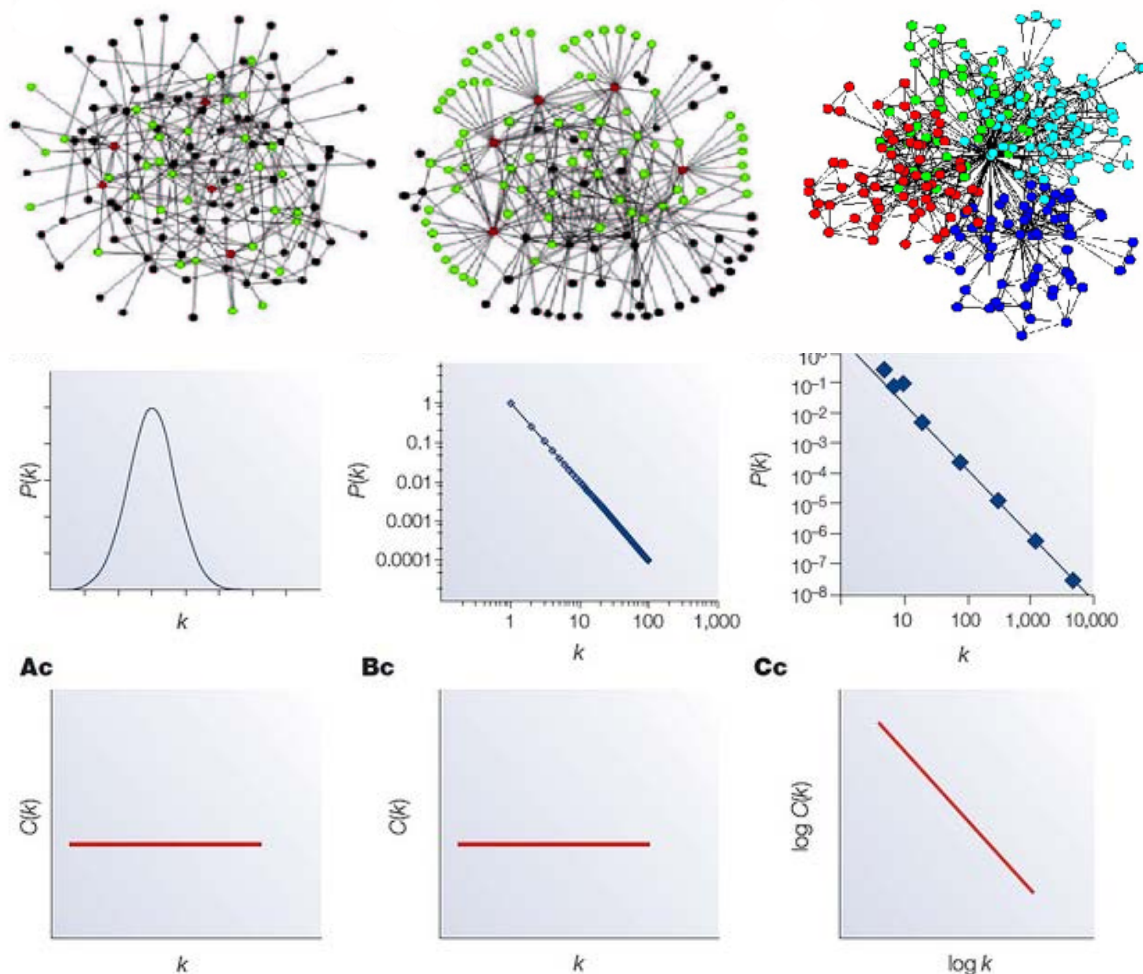 P(k)
k
P(k)
1
0.1
0.01
0.001
0.0001
1 10 100 1,000
k
P(k)
10⁰
10⁻¹
10⁻²
10⁻³
10⁻⁴
10⁻⁵
10⁻⁶
10⁻⁷
10⁻⁸
10 100 1,000 10,000
k
Ac
C(k)
k
Bc
C(k)
k
Cc
log C(k)
log k